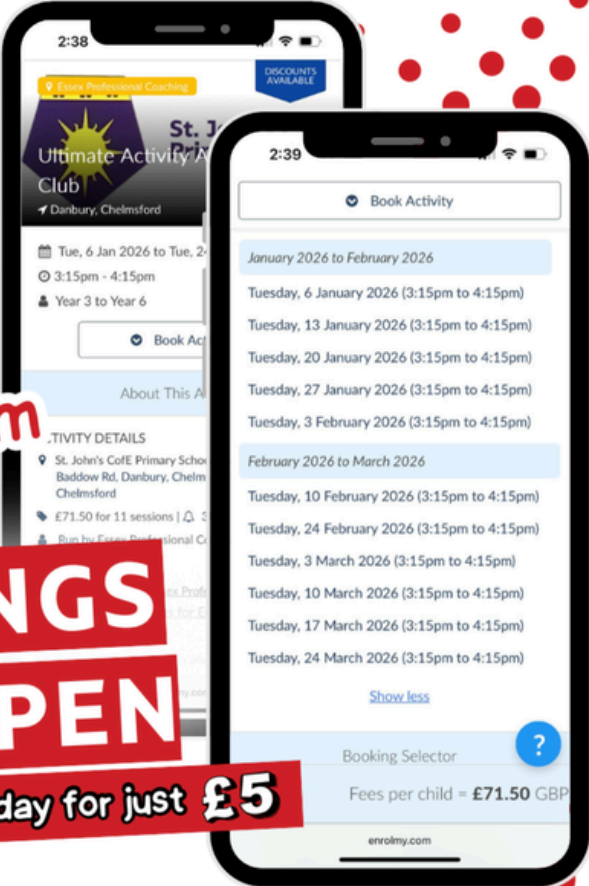 2:38
DISCOUNTS
AVAILABLE
Essex Professional Coaching
St. J
Ultimate Activity A
Club
Danbury, Chelmsford
Tue, 6 Jan 2026 to Tue, 24
3:15pm - 4:15pm
Year 3 to Year 6
Book Act
About This A
TIVITY DETAILS
St. John's CofE Primary Schoo
Baddow Rd, Danbury, Chelm
Chelmsford
£71.50 for 11 sessions |
Run by Essex Professional Co
m
NGS
PEN
day for just £5
2:39
Book Activity
January 2026 to February 2026
Tuesday, 6 January 2026 (3:15pm to 4:15pm)
Tuesday, 13 January 2026 (3:15pm to 4:15pm)
Tuesday, 20 January 2026 (3:15pm to 4:15pm)
Tuesday, 27 January 2026 (3:15pm to 4:15pm)
Tuesday, 3 February 2026 (3:15pm to 4:15pm)
February 2026 to March 2026
Tuesday, 10 February 2026 (3:15pm to 4:15pm)
Tuesday, 24 February 2026 (3:15pm to 4:15pm)
Tuesday, 3 March 2026 (3:15pm to 4:15pm)
Tuesday, 10 March 2026 (3:15pm to 4:15pm)
Tuesday, 17 March 2026 (3:15pm to 4:15pm)
Tuesday, 24 March 2026 (3:15pm to 4:15pm)
Show less
Booking Selector
?
Fees per child = £71.50 GBP
enrolmy.com